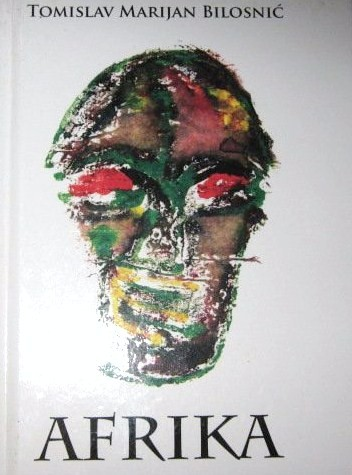 TOMISLAV MARIJAN BILOSNIĆ
AFRIKA